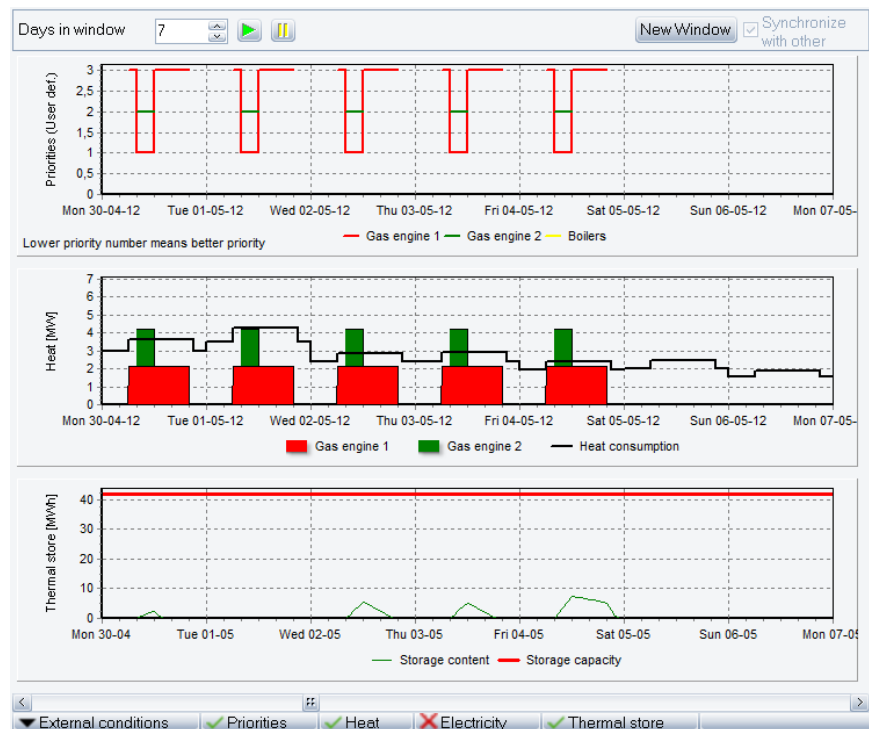 Days in window 7 New Window Synchronize
with other
Priorities (User def.)
3
2,5
2
1,5
1
0,5
0
Mon 30-04-12 Tue 01-05-12 Wed 02-05-12 Thu 03-05-12 Fri 04-05-12 Sat 05-05-12 Sun 06-05-12 Mon 07-05-
Lower priority number means better priority Gas engine 1 Gas engine 2 Boilers
Heat [MW]
7
6
5
4
3
2
1
0
Mon 30-04-12 Tue 01-05-12 Wed 02-05-12 Thu 03-05-12 Fri 04-05-12 Sat 05-05-12 Sun 06-05-12 Mon 07-05-
Gas engine 1 Gas engine 2 Heat consumption
Thermal store [MWh]
40
30
20
10
0
Mon 30-04 Tue 01-05 Wed 02-05 Thu 03-05 Fri 04-05 Sat 05-05 Sun 06-05 Mon 07-05
Storage content Storage capacity
External conditions Priorities Heat Electricity Thermal store